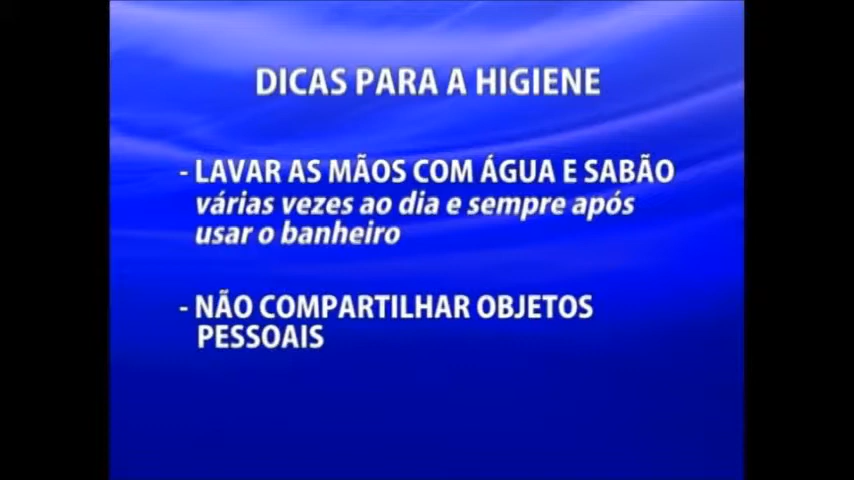 DICAS PARA A HIGIENE
- LAVAR AS MÃOS COM ÁGUA E SABÃO
várias vezes ao dia e sempre após
usar o banheiro
- NÃO COMPARTILHAR OBJETOS
PESSOAIS